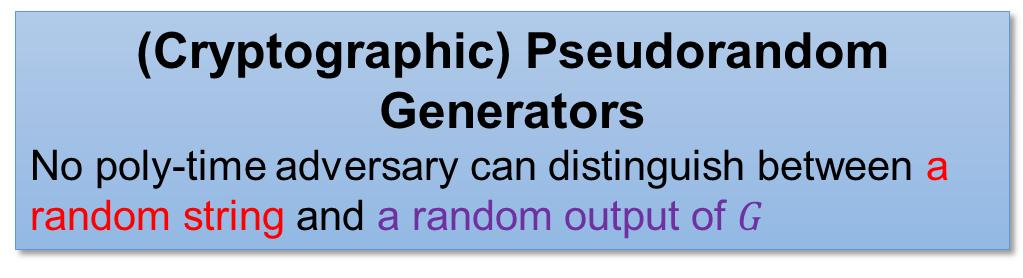 (Cryptographic) Pseudorandom
Generators
No poly-time adversary can distinguish between a
random string and a random output of 𝐺